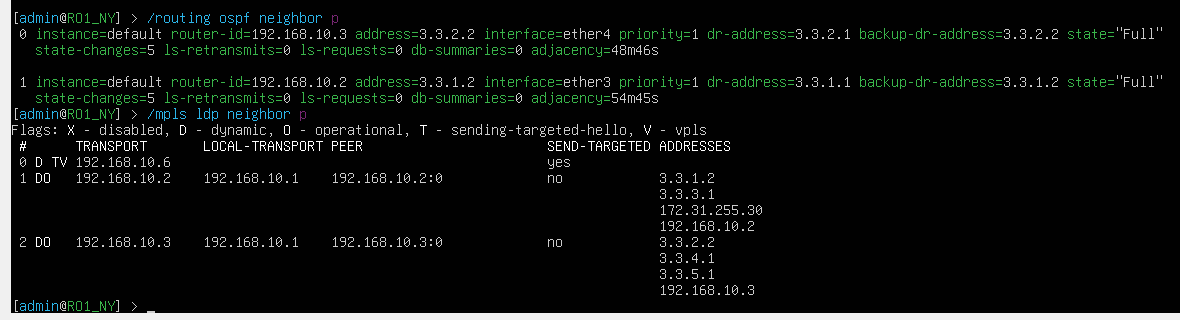 [admin@RO1_NY] > /routing ospf neighbor p
0 instance=default router-id=192.168.10.3 address=3.3.2.2 interface=ether4 priority=1 dr-address=3.3.2.1 backup-dr-address=3.3.2.2 state="Full"
state-changes=5 ls-retransmits=0 ls-requests=0 db-summaries=0 adjacency=48m46s
1 instance=default router-id=192.168.10.2 address=3.3.1.2 interface=ether3 priority=1 dr-address=3.3.1.1 backup-dr-address=3.3.1.2 state="Full"
state-changes=5 ls-retransmits=0 ls-requests=0 db-summaries=0 adjacency=54m45s
[admin@RO1_NY] > /mpls ldp neighbor p
Flags: X - disabled, D - dynamic, O - operational, T - sending-targeted-hello, V - vpls
# TRANSPORT LOCAL-TRANSPORT PEER SEND-TARGETED ADDRESSES
0 D TV 192.168.10.6 yes
1 DO 192.168.10.2 192.168.10.1 192.168.10.2:0 no 3.3.1.2
3.3.3.1
172.31.255.30
192.168.10.2
2 DO 192.168.10.3 192.168.10.1 192.168.10.3:0 no 3.3.2.2
3.3.4.1
3.3.5.1
192.168.10.3
[admin@RO1_NY] > _